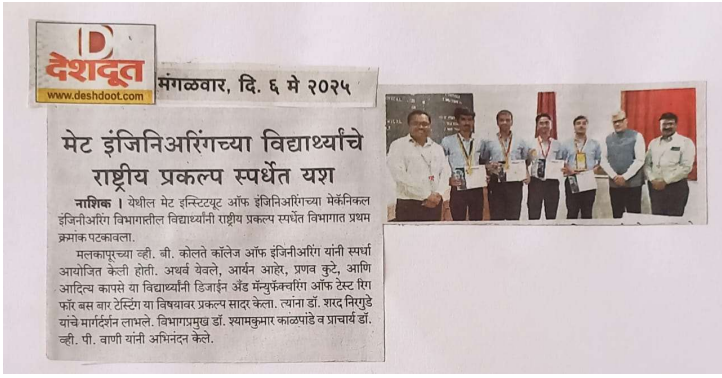 D
देशदूत
www.deshdoot.com
मंगळवार, दि. ६ मे २०२५
मेट इंजिनिअरिंगच्या विद्यार्थ्यांचे
राष्ट्रीय प्रकल्प स्पर्धेत यश
नाशिक । येथील मेट इन्स्टिट्यूट ऑफ इंजिनिअरिंगच्या मेकॅनिकल
इंजिनीअरिंग विभागातील विद्यार्थ्यांनी राष्ट्रीय प्रकल्प स्पर्धेत विभागात प्रथम
क्रमांक पटकावला.
मलकापूरच्या व्ही. बी. कोलते कॉलेज ऑफ इंजिनीअरिंग यांनी स्पर्धा
आयोजित केली होती. अथर्व येवले, आर्यन आहेर, प्रणव कुटे, आणि
आदित्य कापसे या विद्यार्थ्यांनी डिजाईन अँड मॅन्युफॅक्चरिंग ऑफ टेस्ट रिग
फॉर बस बार टेस्टिंग या विषयावर प्रकल्प सादर केला. त्यांना डॉ. शरद निरगुडे
यांचे मार्गदर्शन लाभले. विभागप्रमुख डॉ. श्यामकुमार काळपांडे व प्राचार्य डॉ.
व्ही. पी. वाणी यांनी अभिनंदन केले.